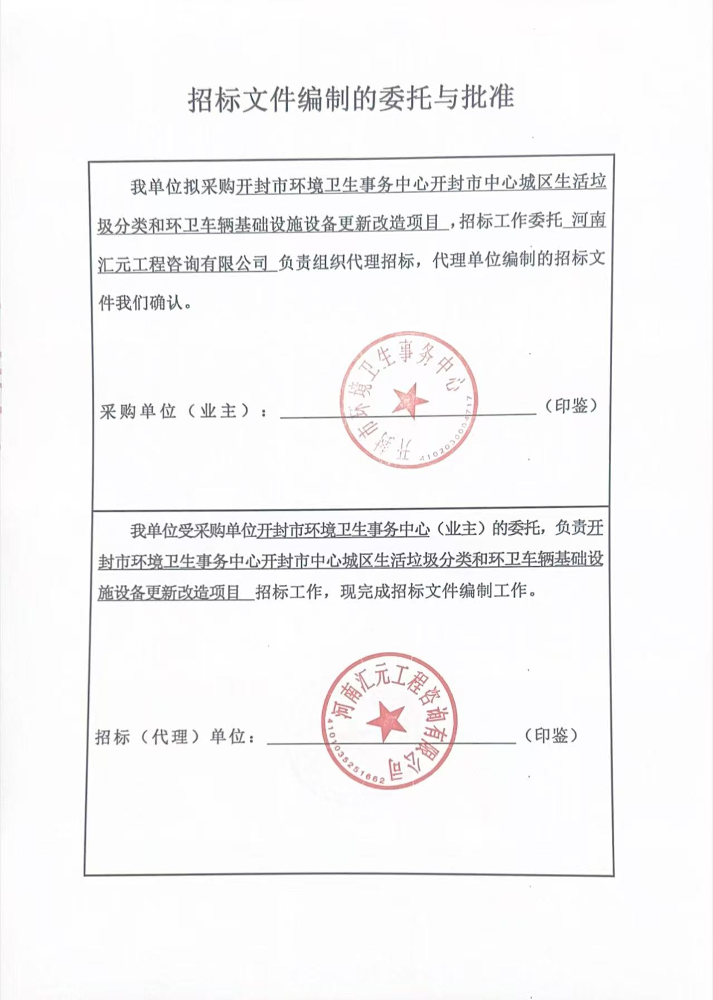 招标文件编制的委托与批准
我单位拟采购开封市环境卫生事务中心开封市中心城区生活垃
圾分类和环卫车辆基础设施设备更新改造项目 ，招标工作委托 河南
汇元工程咨询有限公司 负责组织代理招标，代理单位编制的招标文
件我们确认。
开封市环境卫生事务中心
4102030004717
采购单位（业主）： （印鉴）
我单位受采购单位开封市环境卫生事务中心（业主）的委托，负责开
封市环境卫生事务中心开封市中心城区生活垃圾分类和环卫车辆基础设
施设备更新改造项目 招标工作，现完成招标文件编制工作。
河南汇元工程咨询有限公司
4101035251662
招标（代理）单位： （印鉴）